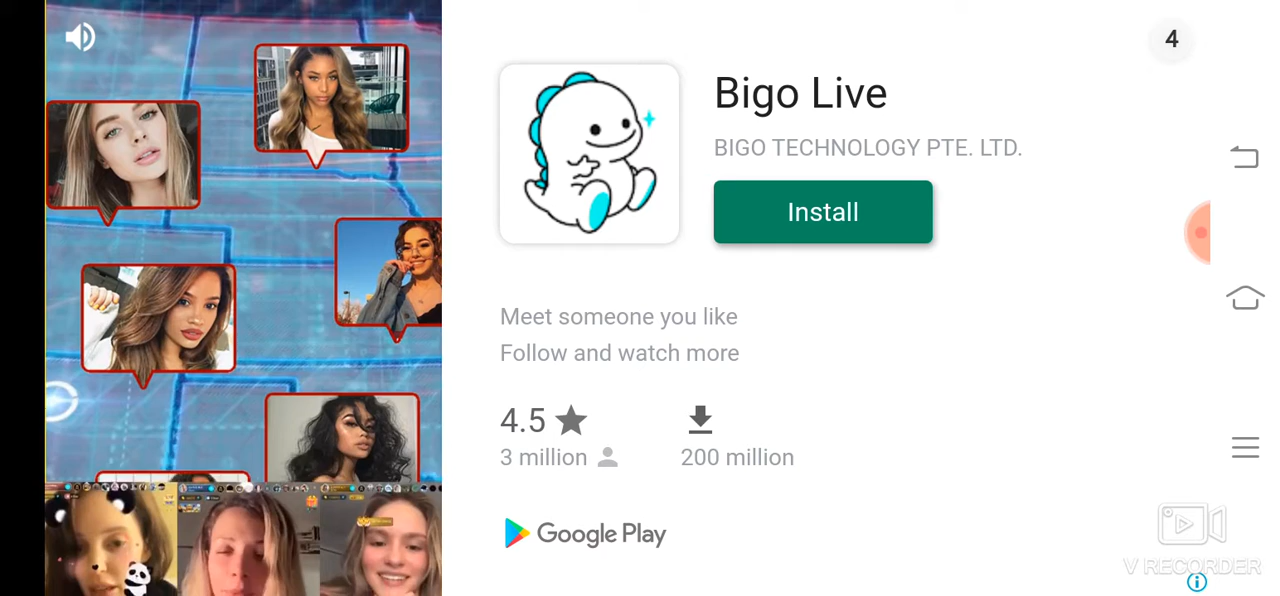 4
Bigo Live
BIGO TECHNOLOGY PTE. LTD.
Install
Meet someone you like
Follow and watch more
4.5
3 million
200 million
Google Play
V RECORDER